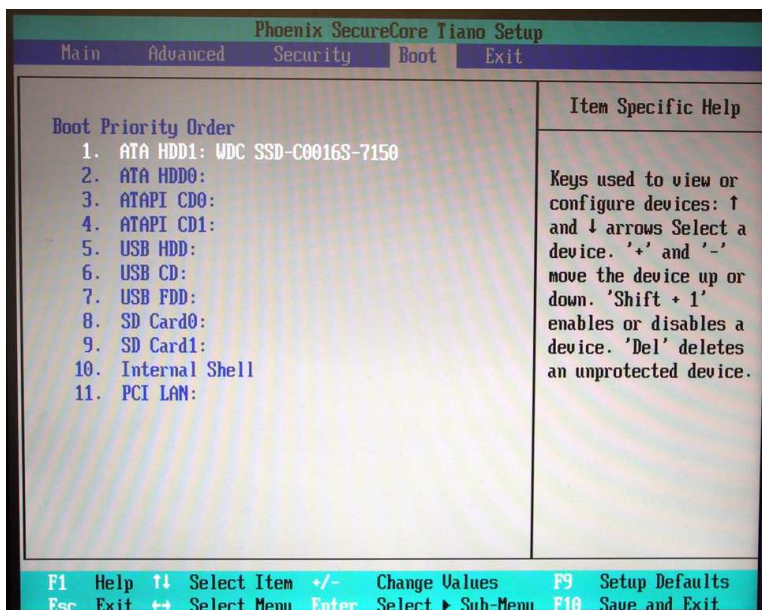 Phoenix SecureCore Tiano Setup
Main Advanced Security Boot Exit
Boot Priority Order
1. ATA HDD1: WDC SSD-C0016S-7150
2. ATA HDD0:
3. ATAPI CD0:
4. ATAPI CD1:
5. USB HDD:
6. USB CD:
7. USB FDD:
8. SD Card0:
9. SD Card1:
10. Internal Shell
11. PCI LAN:
Item Specific Help
Keys used to view or
configure devices: ↑
and ↓ arrows Select a
device. '+' and '-'
move the device up or
down. 'Shift + 1'
enables or disables a
device. 'Del' deletes
an unprotected device.
F1 Help ↑↓ Select Item +/- Change Values F9 Setup Defaults
Esc Exit ↔ Select Menu Enter Select ▶ Sub-Menu F10 Save and Exit